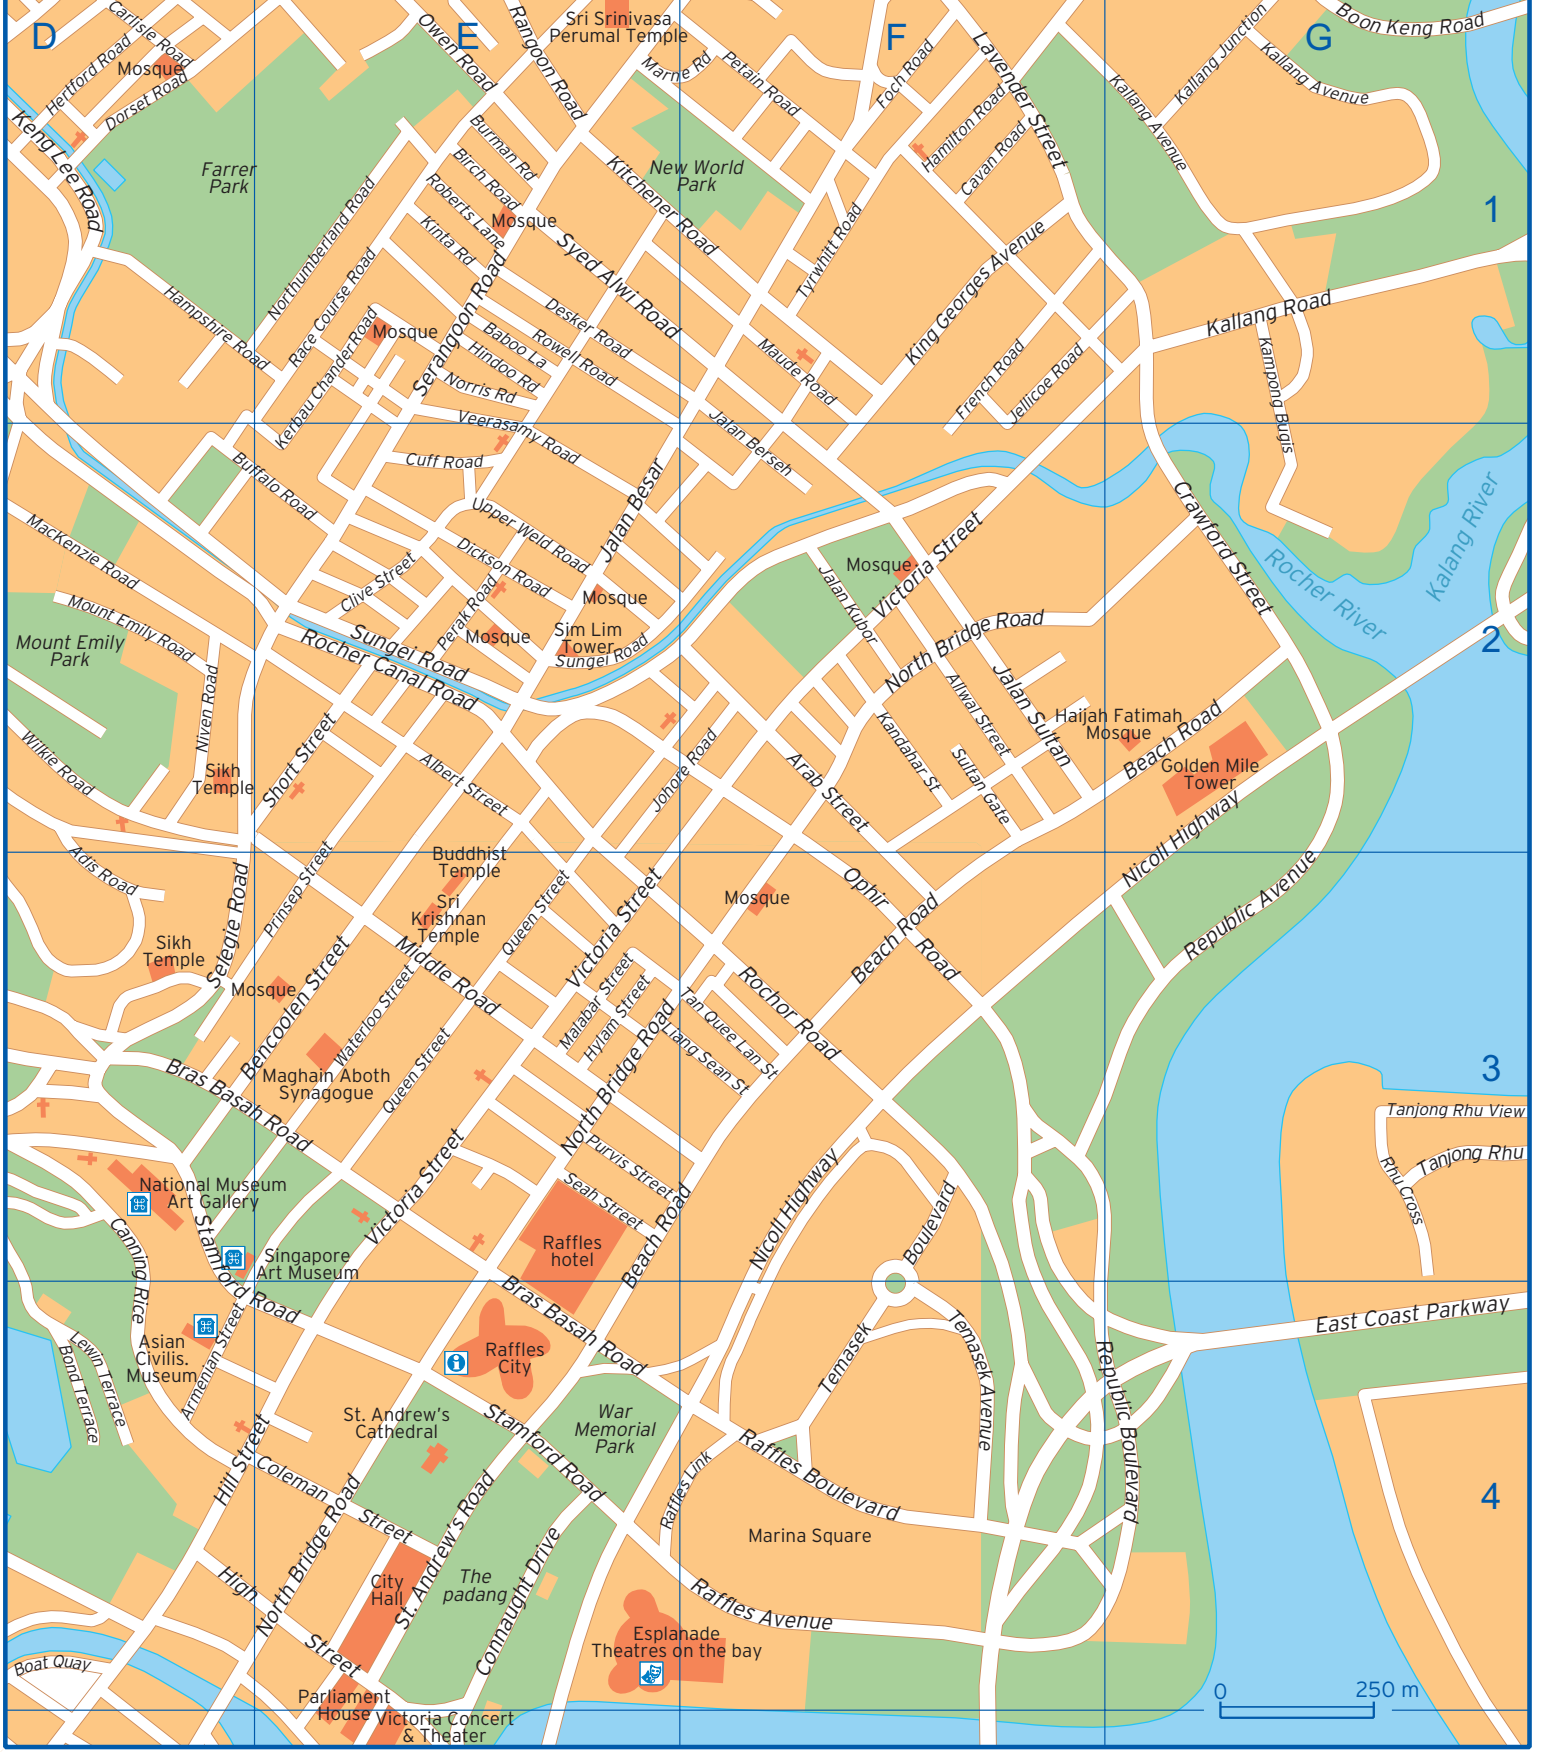 D
E
F
G
1
2
3
4
Carlisle Road
Hertford Road
Mosque
Dorset Road
Keng Lee Road
Farrer
Park
Owen Road
Rangoon Road
Sri Srinivasa
Perumal Temple
Marne Rd
Petain Road
Foch Road
Lavender Street
Hamilton Road
Cavan Road
Kallang Avenue
Kallang Junction
Kallang Avenue
Boon Keng Road
Burman Rd
Birch Road
Roberts Lane
Kinta Rd
Mosque
Kitchener Road
New World
Park
Syed Alwi Road
Tyrwhitt Road
King Georges Avenue
Kallang Road
Kampong Bugis
Northumberland Road
Race Course Road
Hampshire Road
Kerbau Chander Road
Mosque
Serangoon Road
Desker Road
Rowell Road
Baboo La
Hindoo Rd
Norris Rd
Veerasamy Road
Cuff Road
Maude Road
French Road
Jellicoe Road
Jalan Berseh
Jalan Besar
Buffalo Road
Upper Weld Road
Dickson Road
Clive Street
Perak Road
Mosque
Mosque
Sim Lim
Tower
Sungei Road
MacKenzie Road
Mount Emily Road
Mount Emily
Park
Niven Road
Sungei Road
Rocher Canal Road
Mosque
Victoria Street
Jalan Kubor
North Bridge Road
Crawford Street
Rocher River
Kalang River
Jalan Sultan
Allwal Street
Kandahar St
Sultan Gate
Haijah Fatimah
Mosque
Beach Road
Golden Mile
Tower
Nicoll Highway
Wilkie Road
Sikh
Temple
Short Street
Albert Street
Johore Road
Arab Street
Adis Road
Selegie Road
Prinsep Street
Buddhist
Temple
Sri
Krishnan
Temple
Queen Street
Victoria Street
Mosque
Ophir
Road
Beach Road
Republic Avenue
Sikh
Temple
Mosque
Bencoolen Street
Waterloo Street
Middle Road
Malabar Street
Hylam Street
Tan Quee Lan St
Liang Sean St
Rochor Road
North Bridge Road
Maghain Aboth
Synagogue
Queen Street
Bras Basah Road
Tanjong Rhu View
Tanjong Rhu
Rhu Cross
National Museum
Art Gallery
Victoria Street
Purvis Street
Seah Street
Beach Road
Nicoll Highway
Boulevard
Canning Rice
Stamford Road
Singapore
Art Museum
Raffles
hotel
Bras Basah Road
Temasek
Temasek Avenue
East Coast Parkway
Republic Boulevard
Asian
Civilis.
Museum
Armenian Street
Lewin Terrace
Bond Terrace
Raffles
City
St. Andrew's
Cathedral
War
Memorial
Park
Stamford Road
Hill Street
Coleman
Street
Raffles Link
Raffles Boulevard
Marina Square
North Bridge Road
St. Andrew's Road
The
padang
Connaught Drive
City
Hall
High
Street
Raffles Avenue
Esplanade
Theatres on the bay
Boat Quay
Parliament
House
Victoria Concert
& Theater
0
250 m